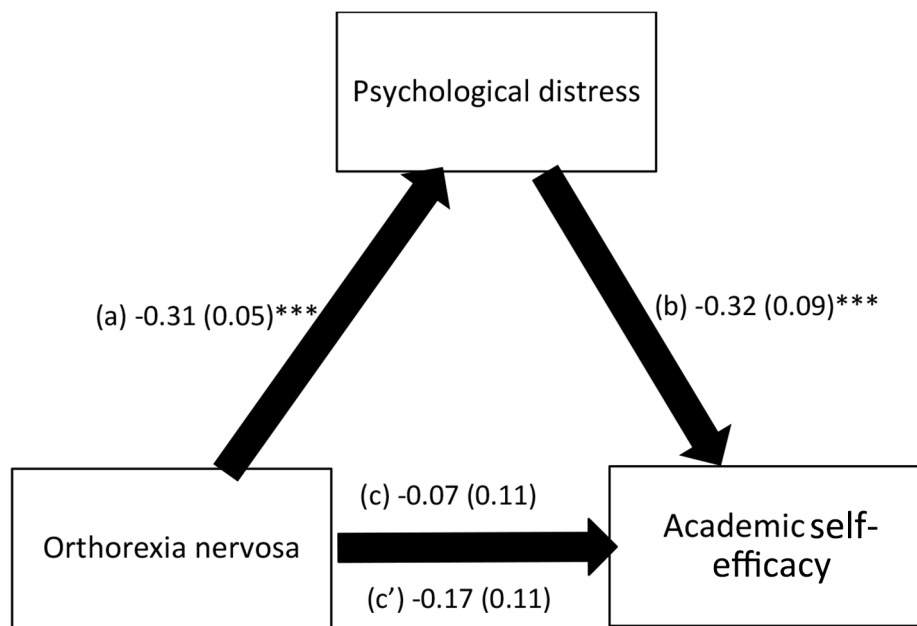 Psychological distress
(a) -0.31 (0.05)***
(b) -0.32 (0.09)***
(c) -0.07 (0.11)
Orthorexia nervosa
Academic self-
efficacy
(c’) -0.17 (0.11)